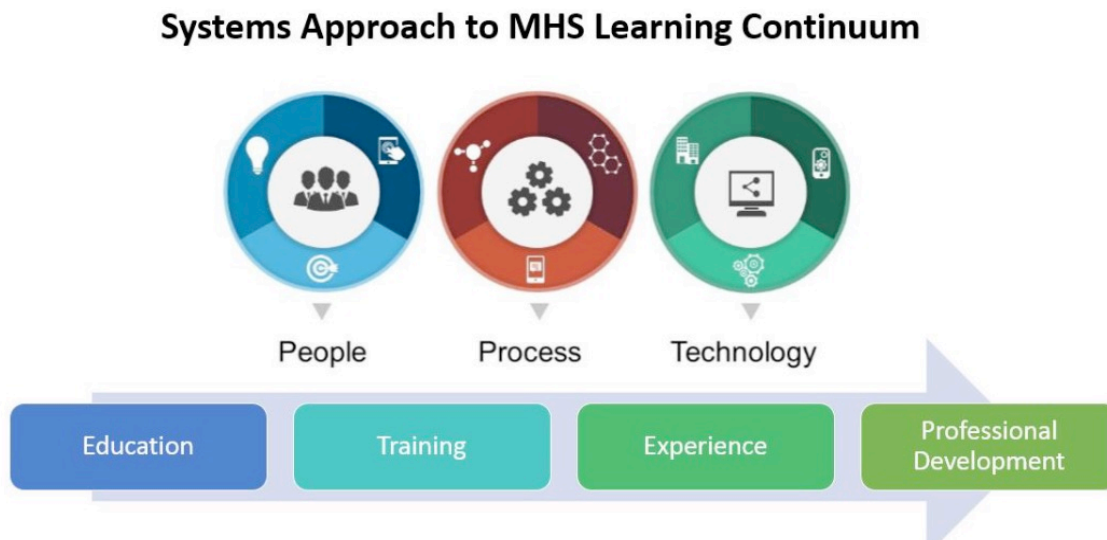 Systems Approach to MHS Learning Continuum
People
Process
Technology
Education
Training
Experience
Professional
Development